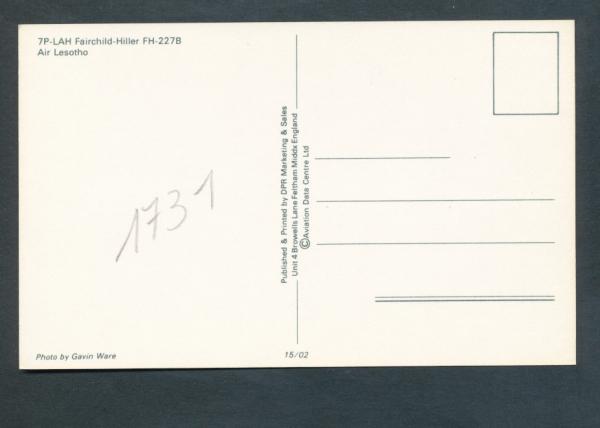 7P-LAH Fairchild-Hiller FH-227B
Air Lesotho
1731
Published & Printed by DPR Marketing & Sales
Unit 4 Browells Lane Feltham Middx England
©Aviation Data Centre Ltd
Photo by Gavin Ware
15/02